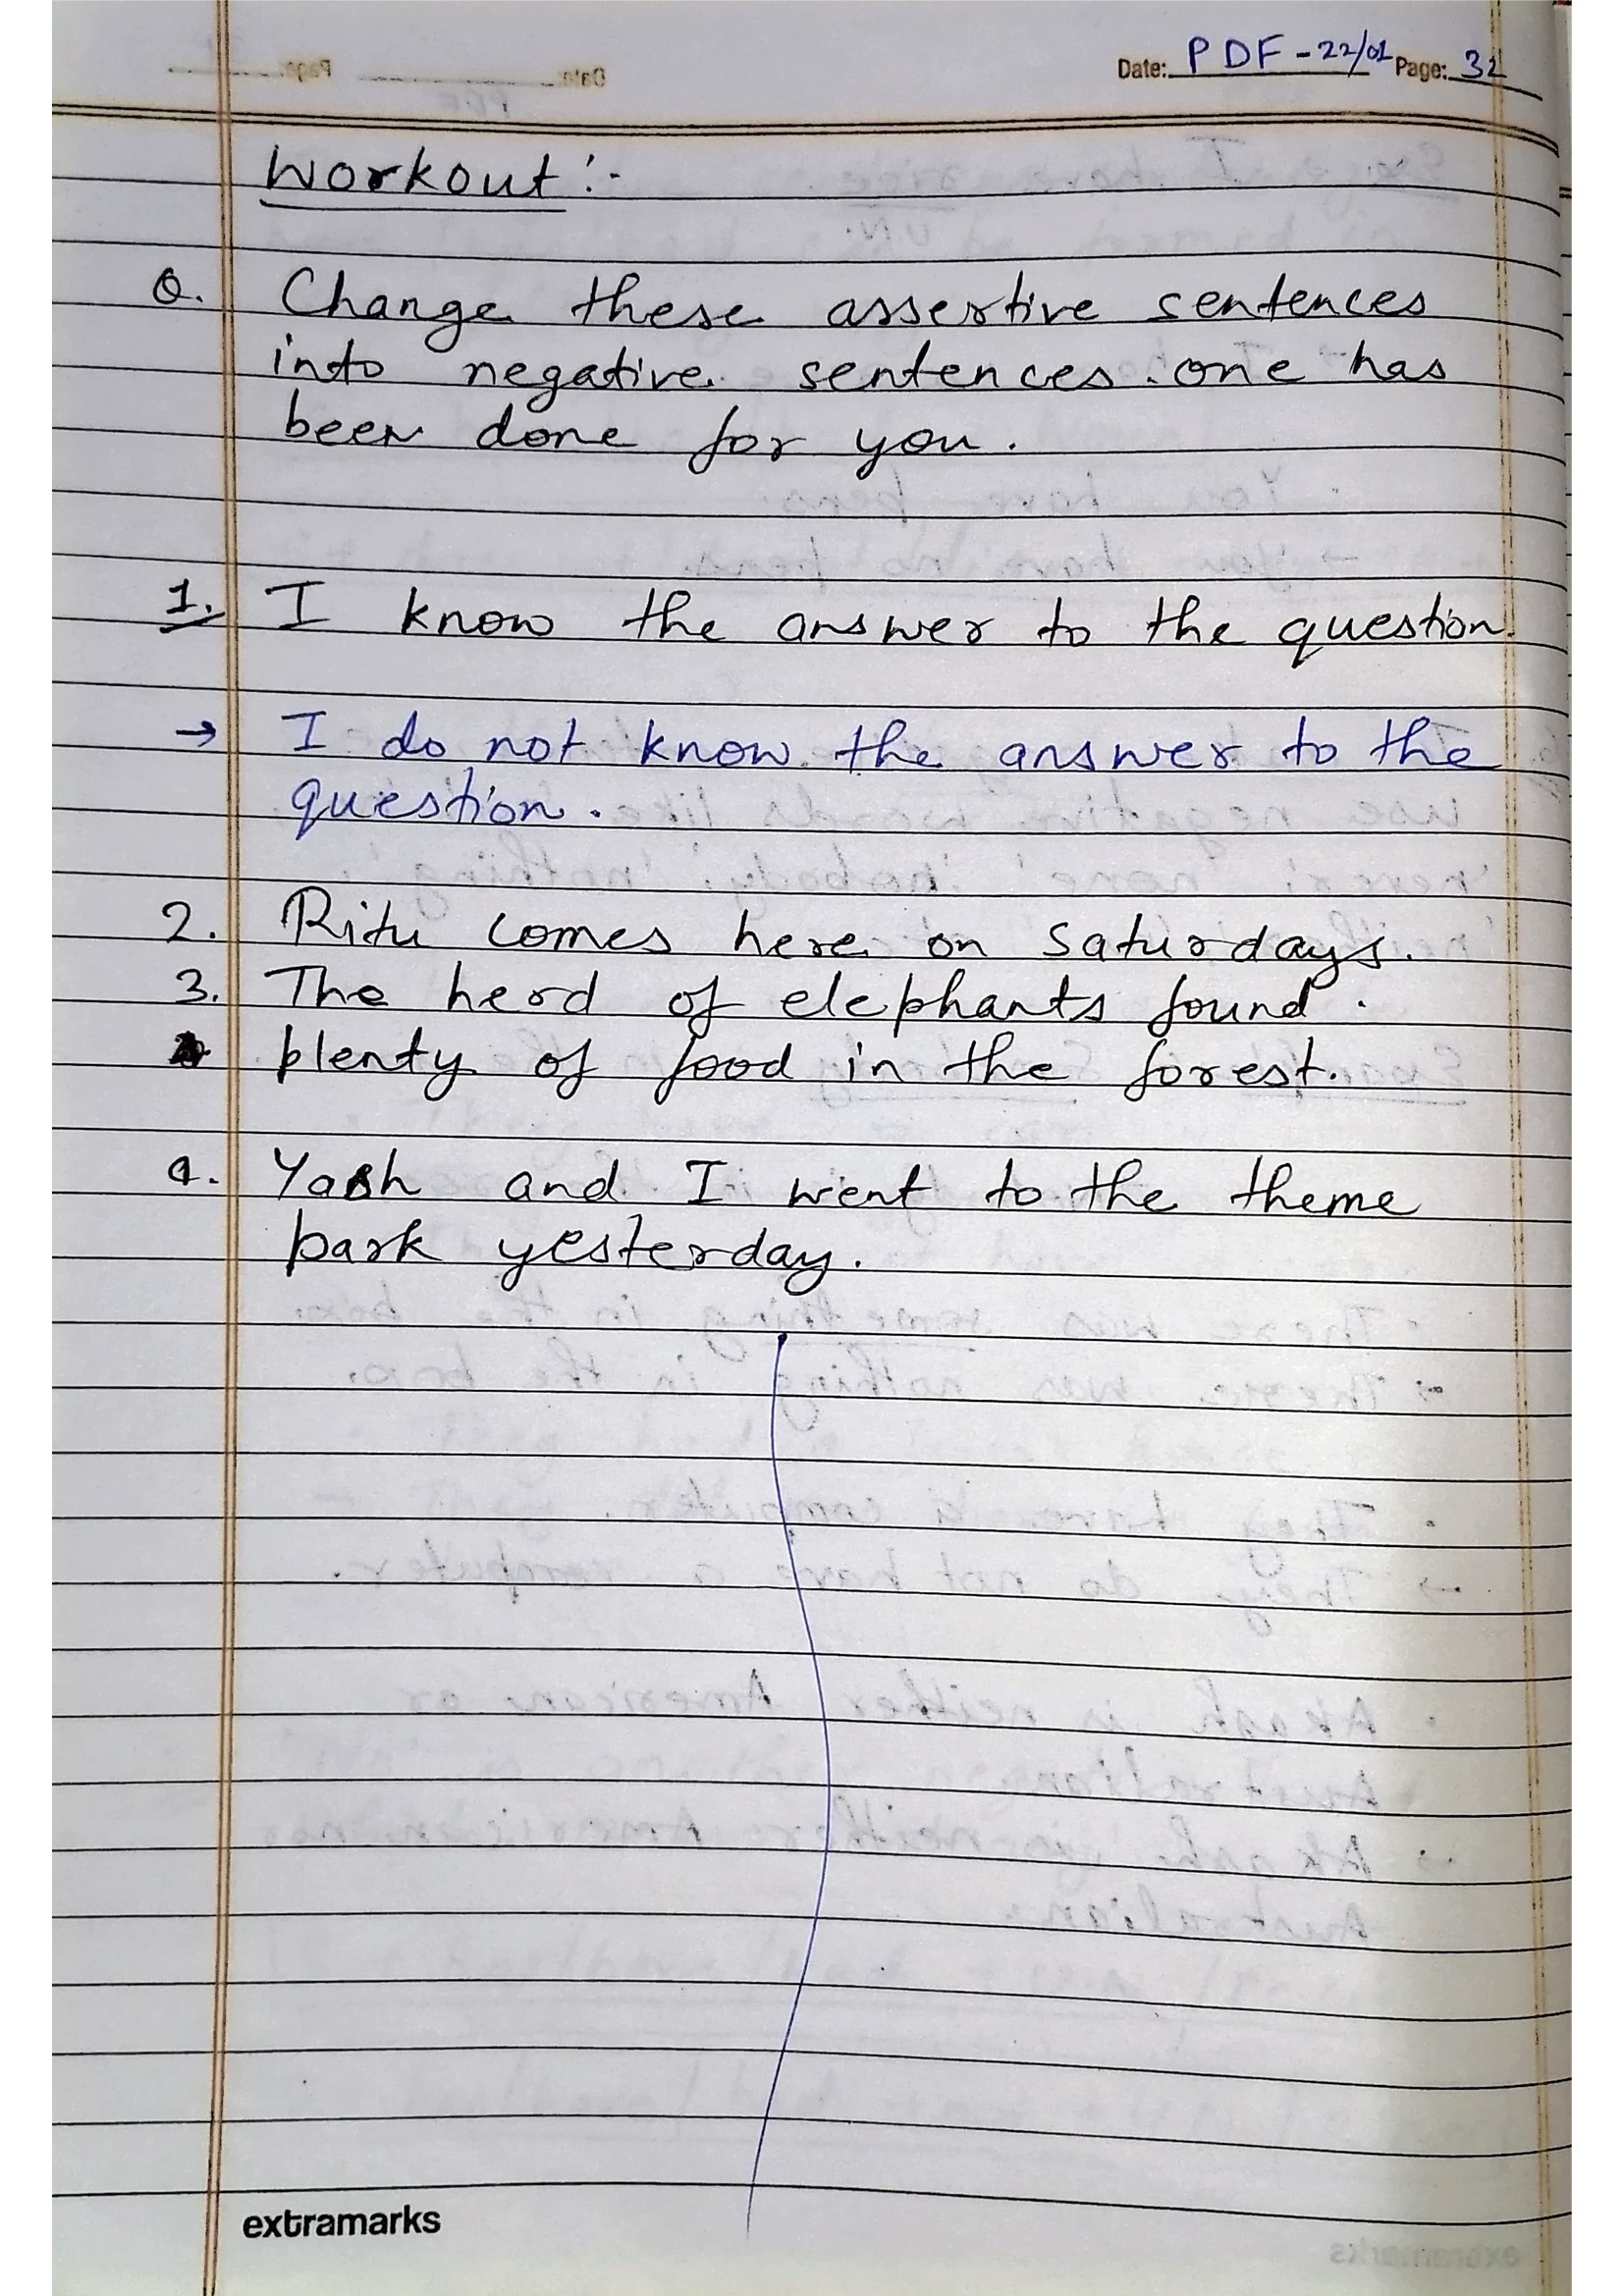 Date: PDF - 22/01 Page: 32
Workout :-
Q. Change these assertive sentences
into negative sentences. one has
been done for you.
1. I know the answer to the question.
→ I do not know the answer to the
question.
2. Ritu comes here on saturdays.
3. The herd of elephants found.
plenty of food in the forest.
4. Yash and I went to the theme
park yesterday.
extramarks